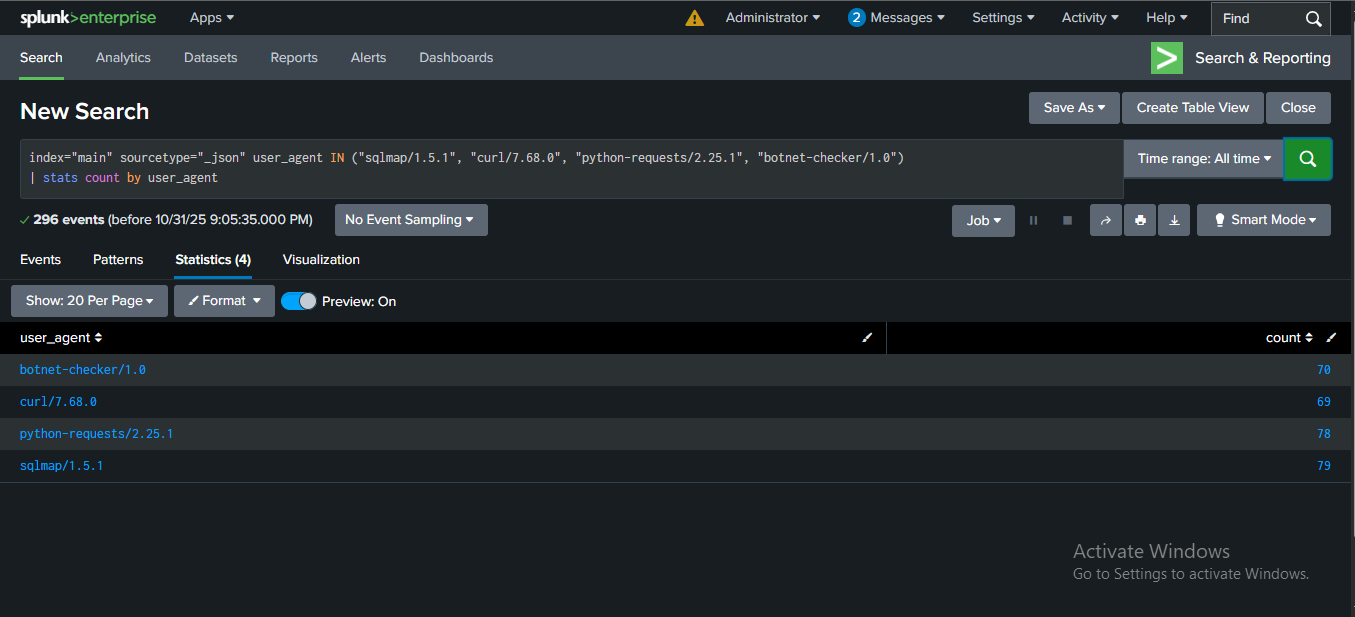 splunk>enterprise Apps Administrator 2 Messages Settings Activity Help Find
Search Analytics Datasets Reports Alerts Dashboards Search & Reporting
New Search Save As Create Table View Close
index="main" sourcetype="_json" user_agent IN ("sqlmap/1.5.1", "curl/7.68.0", "python-requests/2.25.1", "botnet-checker/1.0")
| stats count by user_agent
Time range: All time
296 events (before 10/31/25 9:05:35.000 PM) No Event Sampling Job Smart Mode
Events Patterns Statistics (4) Visualization
Show: 20 Per Page Format Preview: On
user_agent count
botnet-checker/1.0 70
curl/7.68.0 69
python-requests/2.25.1 78
sqlmap/1.5.1 79
Activate Windows
Go to Settings to activate Windows.